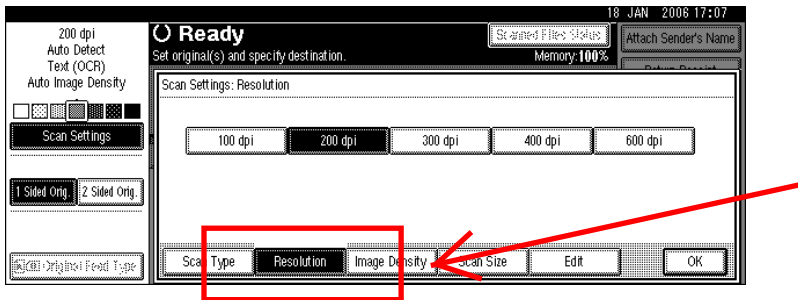 18 JAN 2006 17:07
200 dpi
Auto Detect
Text (OCR)
Auto Image Density
Scan Settings
1 Sided Orig.
2 Sided Orig.
Original Feed Type
Ready
Scanned Files Status
Attach Sender's Name
Set original(s) and specify destination.
Memory:100%
Return Receipt
Scan Settings: Resolution
100 dpi
200 dpi
300 dpi
400 dpi
600 dpi
Scan Type
Resolution
Image Density
Scan Size
Edit
OK